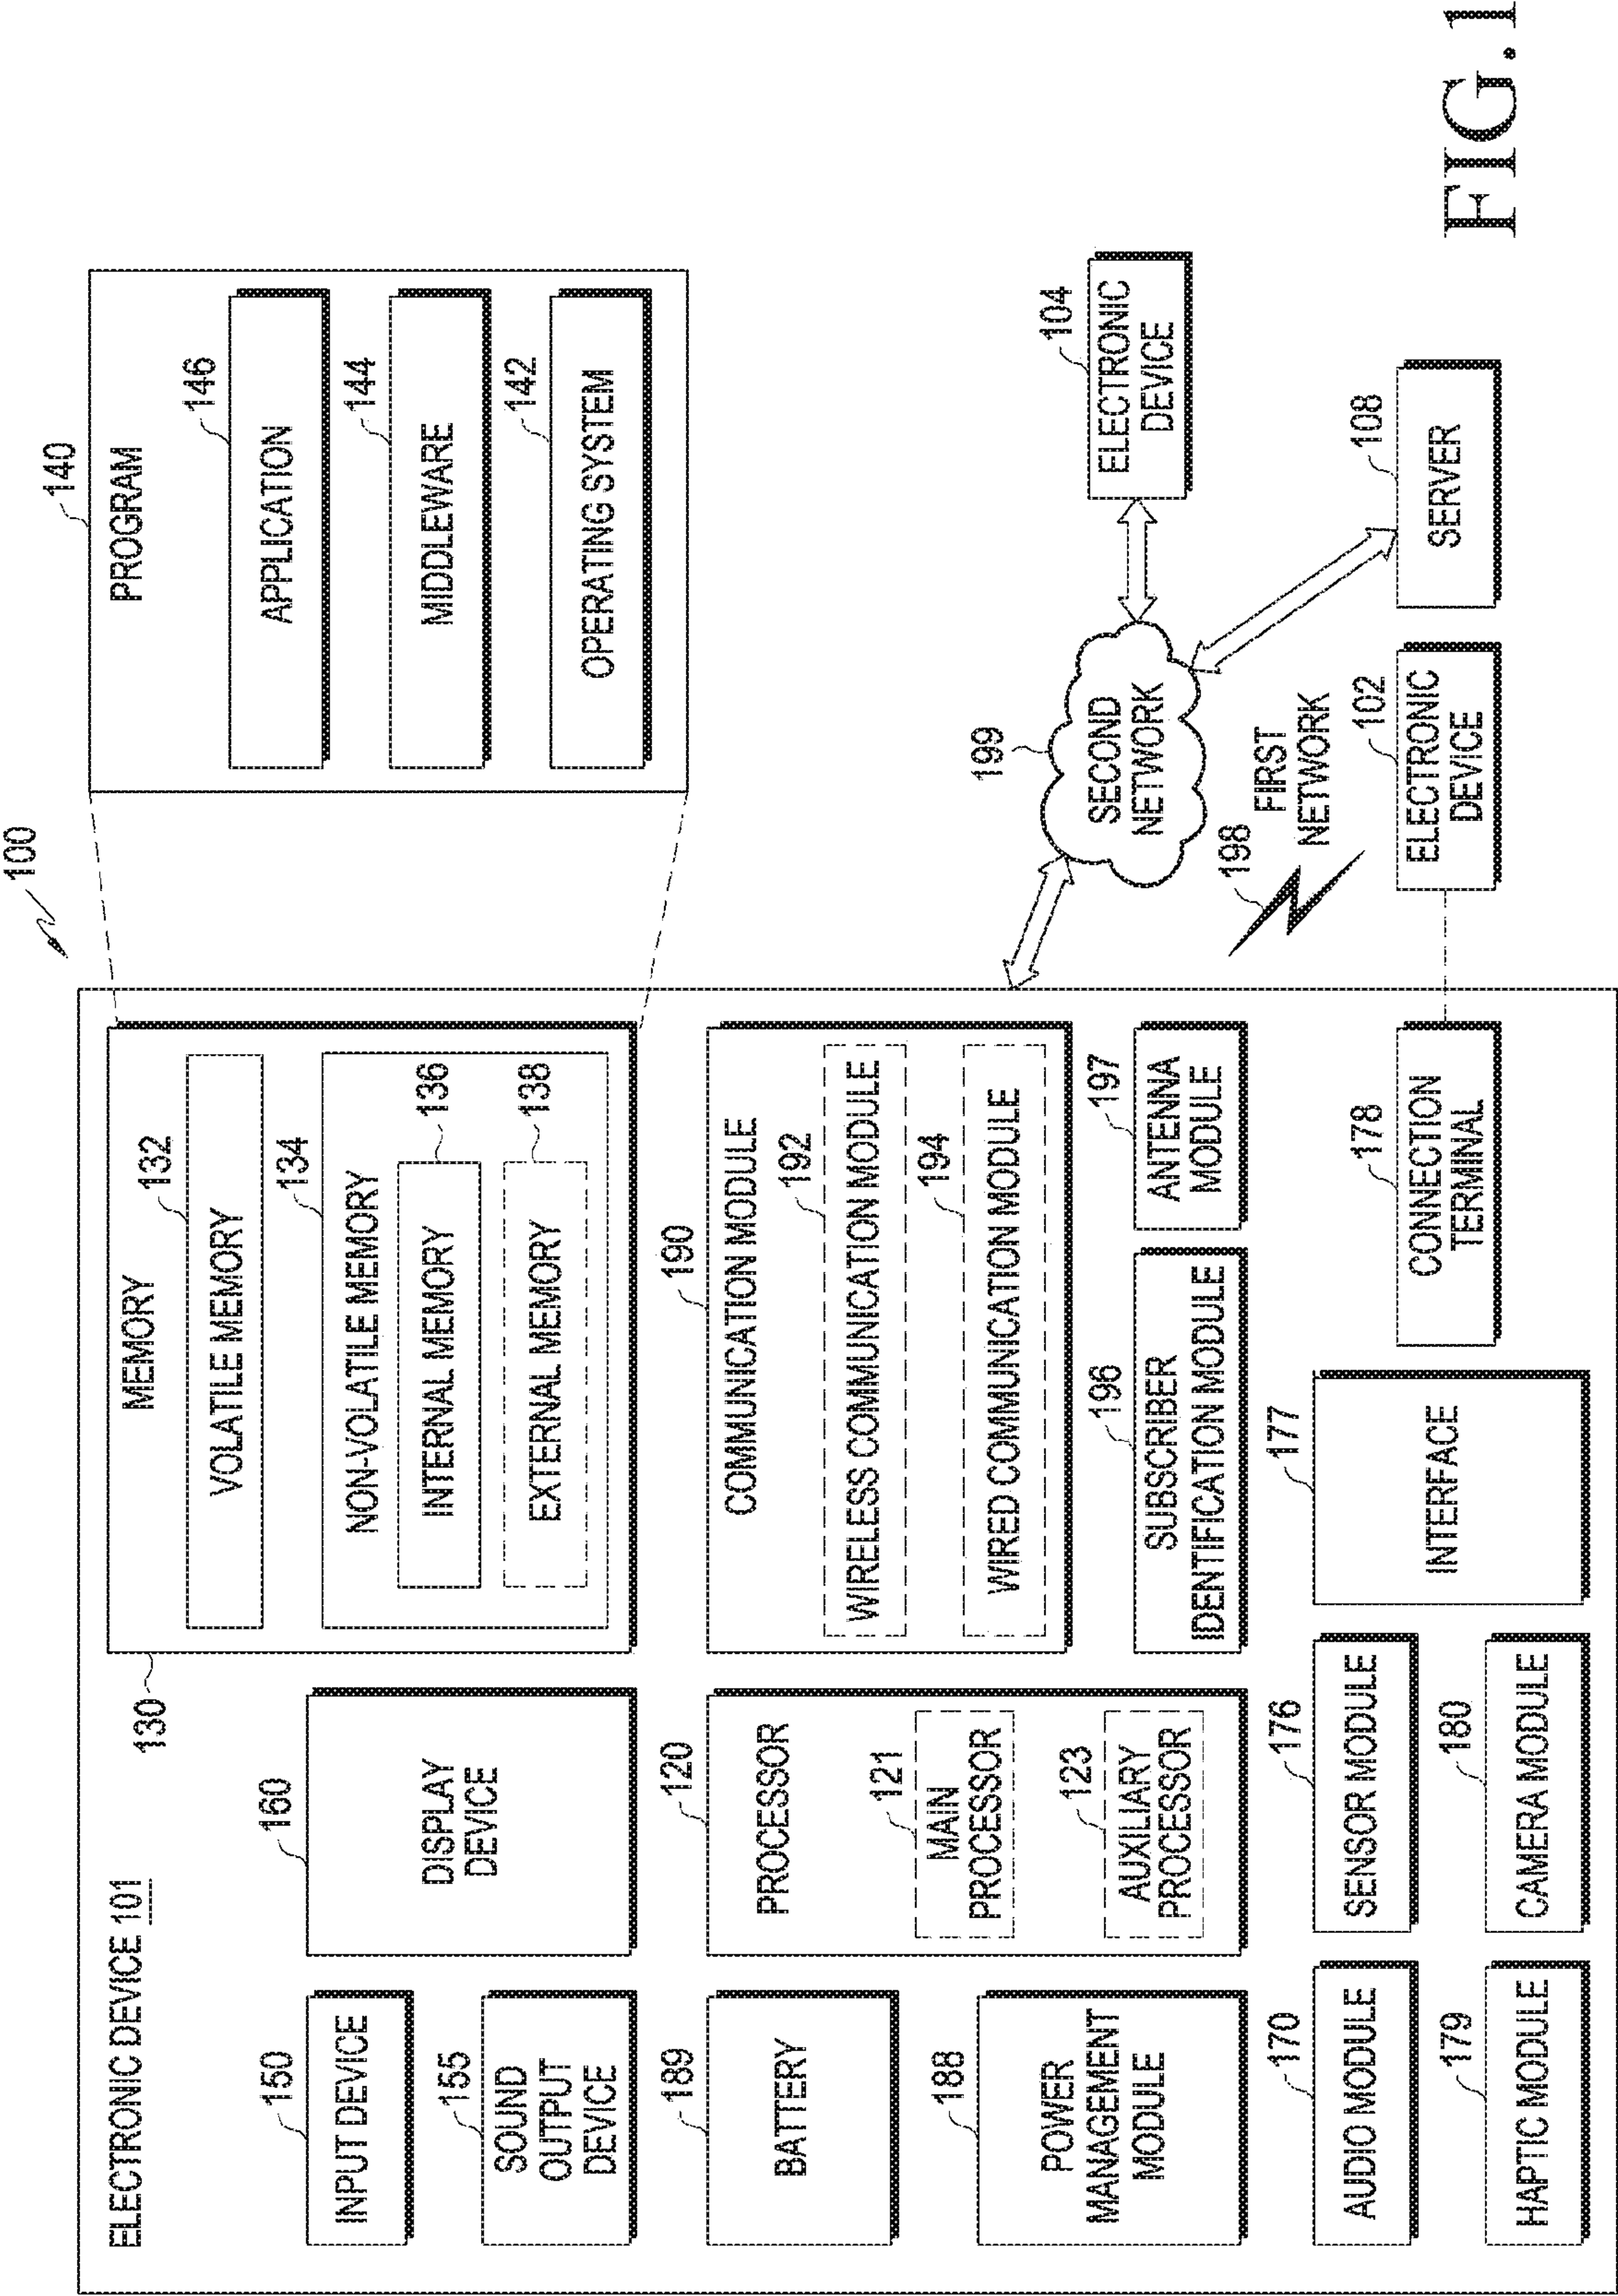 100
ELECTRONIC DEVICE 101
130
MEMORY
132
VOLATILE MEMORY
134
NON-VOLATILE MEMORY
136
INTERNAL MEMORY
138
EXTERNAL MEMORY
140
PROGRAM
146
APPLICATION
144
MIDDLEWARE
142
OPERATING SYSTEM
150
INPUT DEVICE
155
SOUND
OUTPUT
DEVICE
160
DISPLAY
DEVICE
189
BATTERY
188
POWER
MANAGEMENT
MODULE
120
PROCESSOR
121
MAIN
PROCESSOR
123
AUXILIARY
PROCESSOR
190
COMMUNICATION MODULE
192
WIRELESS COMMUNICATION MODULE
194
WIRED COMMUNICATION MODULE
196
SUBSCRIBER
IDENTIFICATION MODULE
197
ANTENNA
MODULE
170
AUDIO MODULE
176
SENSOR MODULE
177
INTERFACE
178
CONNECTION
TERMINAL
179
HAPTIC MODULE
180
CAMERA MODULE
199
SECOND
NETWORK
104
ELECTRONIC
DEVICE
198
FIRST
NETWORK
102
ELECTRONIC
DEVICE
108
SERVER
FIG.1